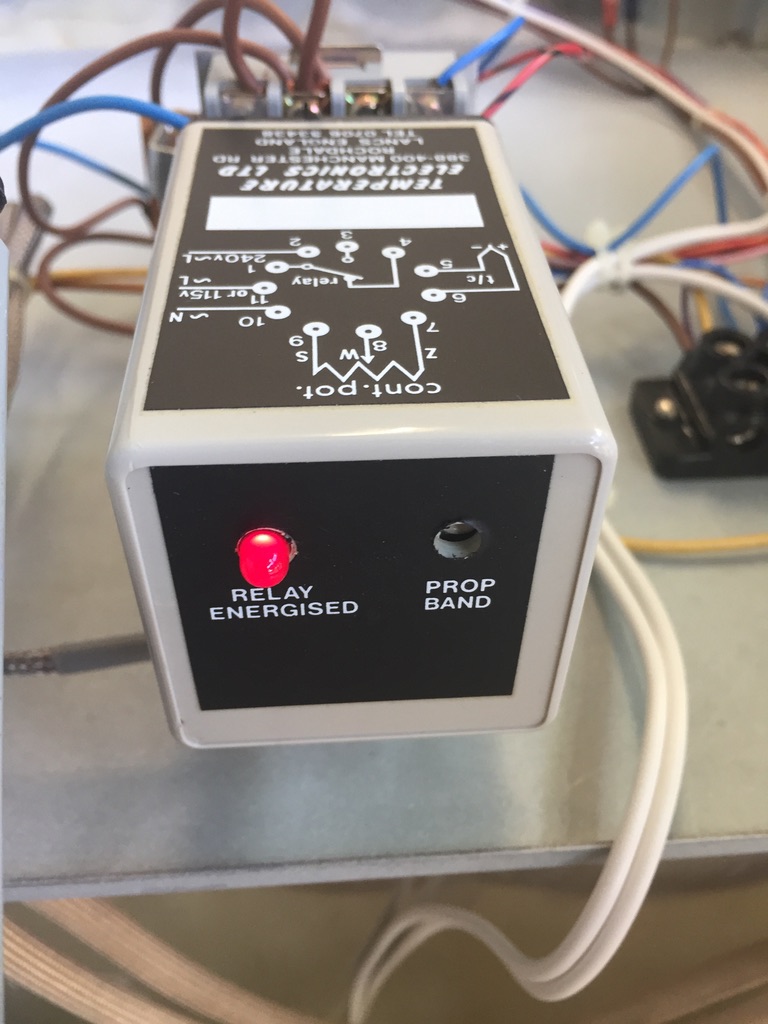 cont. pot.
Z W S
7 8 9
10 ∼ N
6 11 or 115v ∼ L
t/c relay
5 1
- +
4 3 2 240v ∼ L
TEMPERATURE
ELECTRONICS LTD
388-400 MANCHESTER RD
ROCHDALE
LANCS ENGLAND
TEL 0706 53438
RELAY
ENERGISED
PROP
BAND